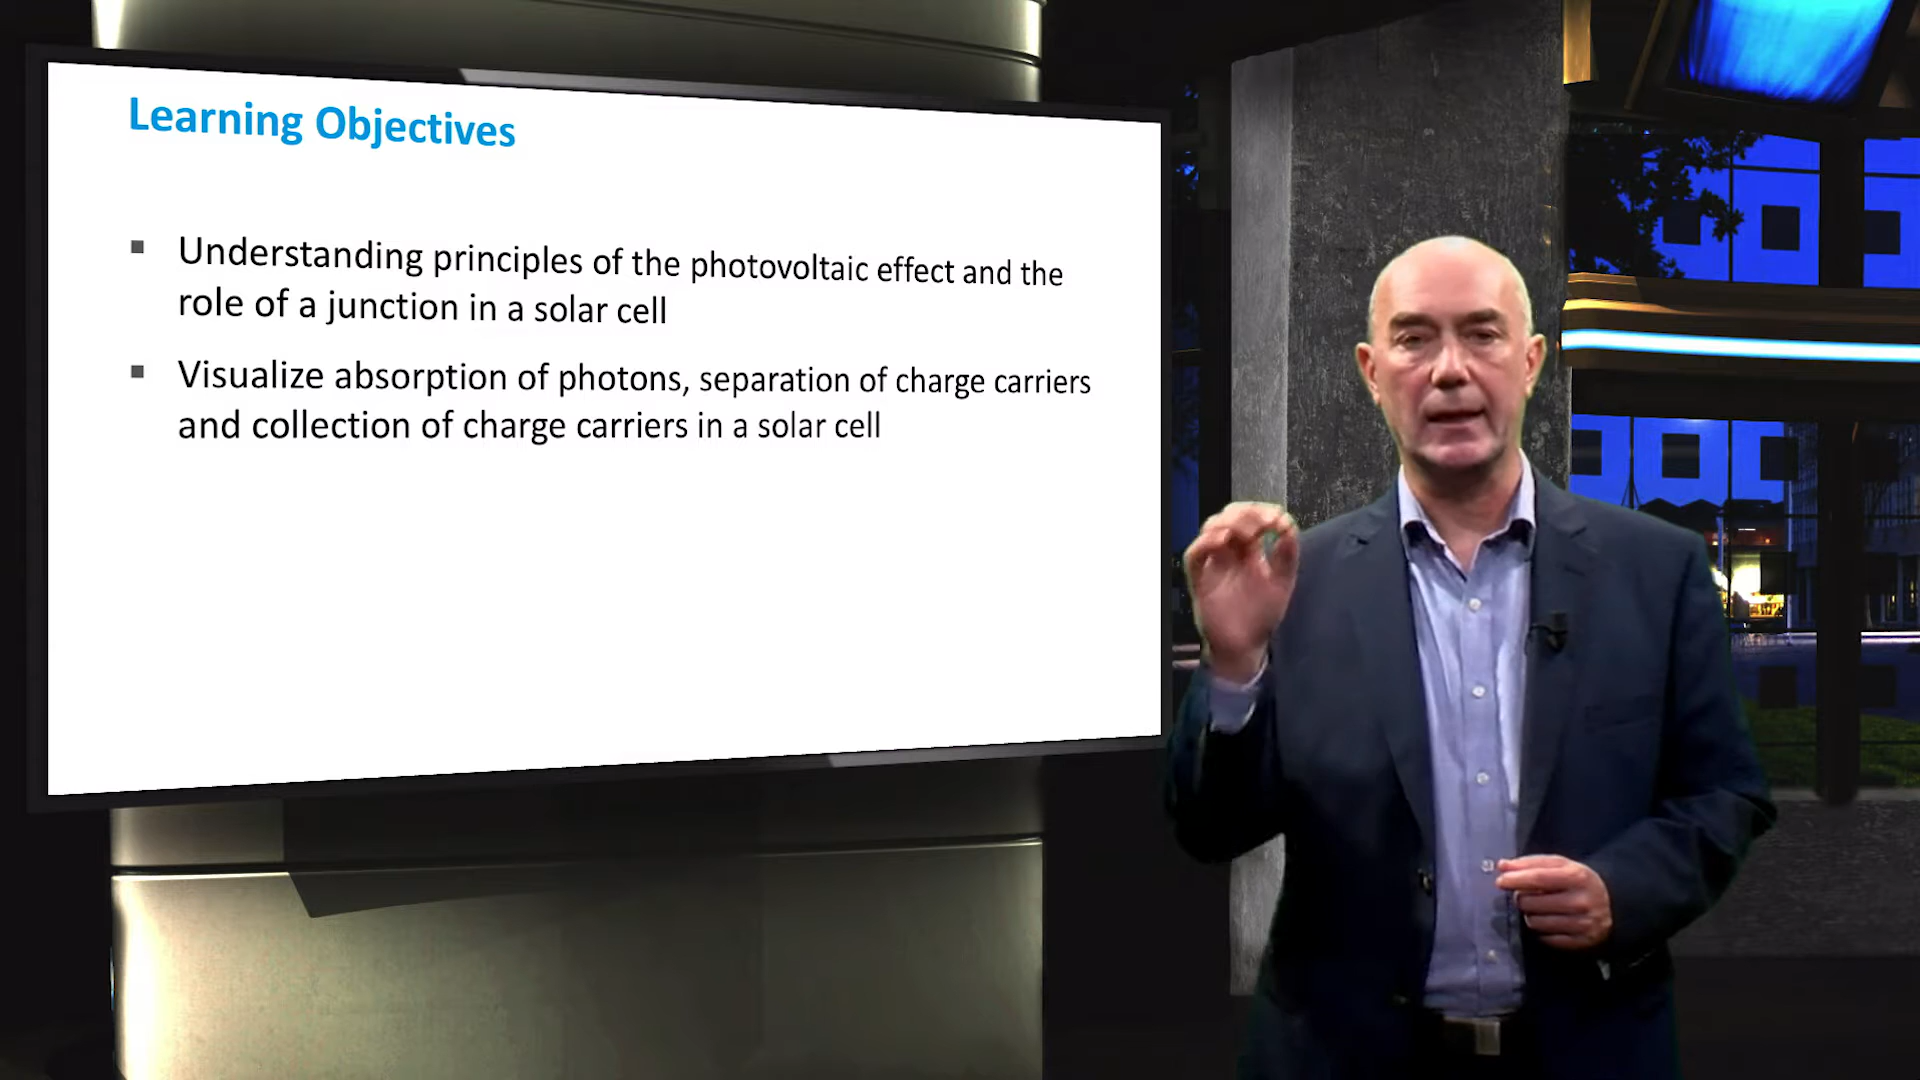 Learning Objectives
▪ Understanding principles of the photovoltaic effect and the
role of a junction in a solar cell
▪ Visualize absorption of photons, separation of charge carriers
and collection of charge carriers in a solar cell